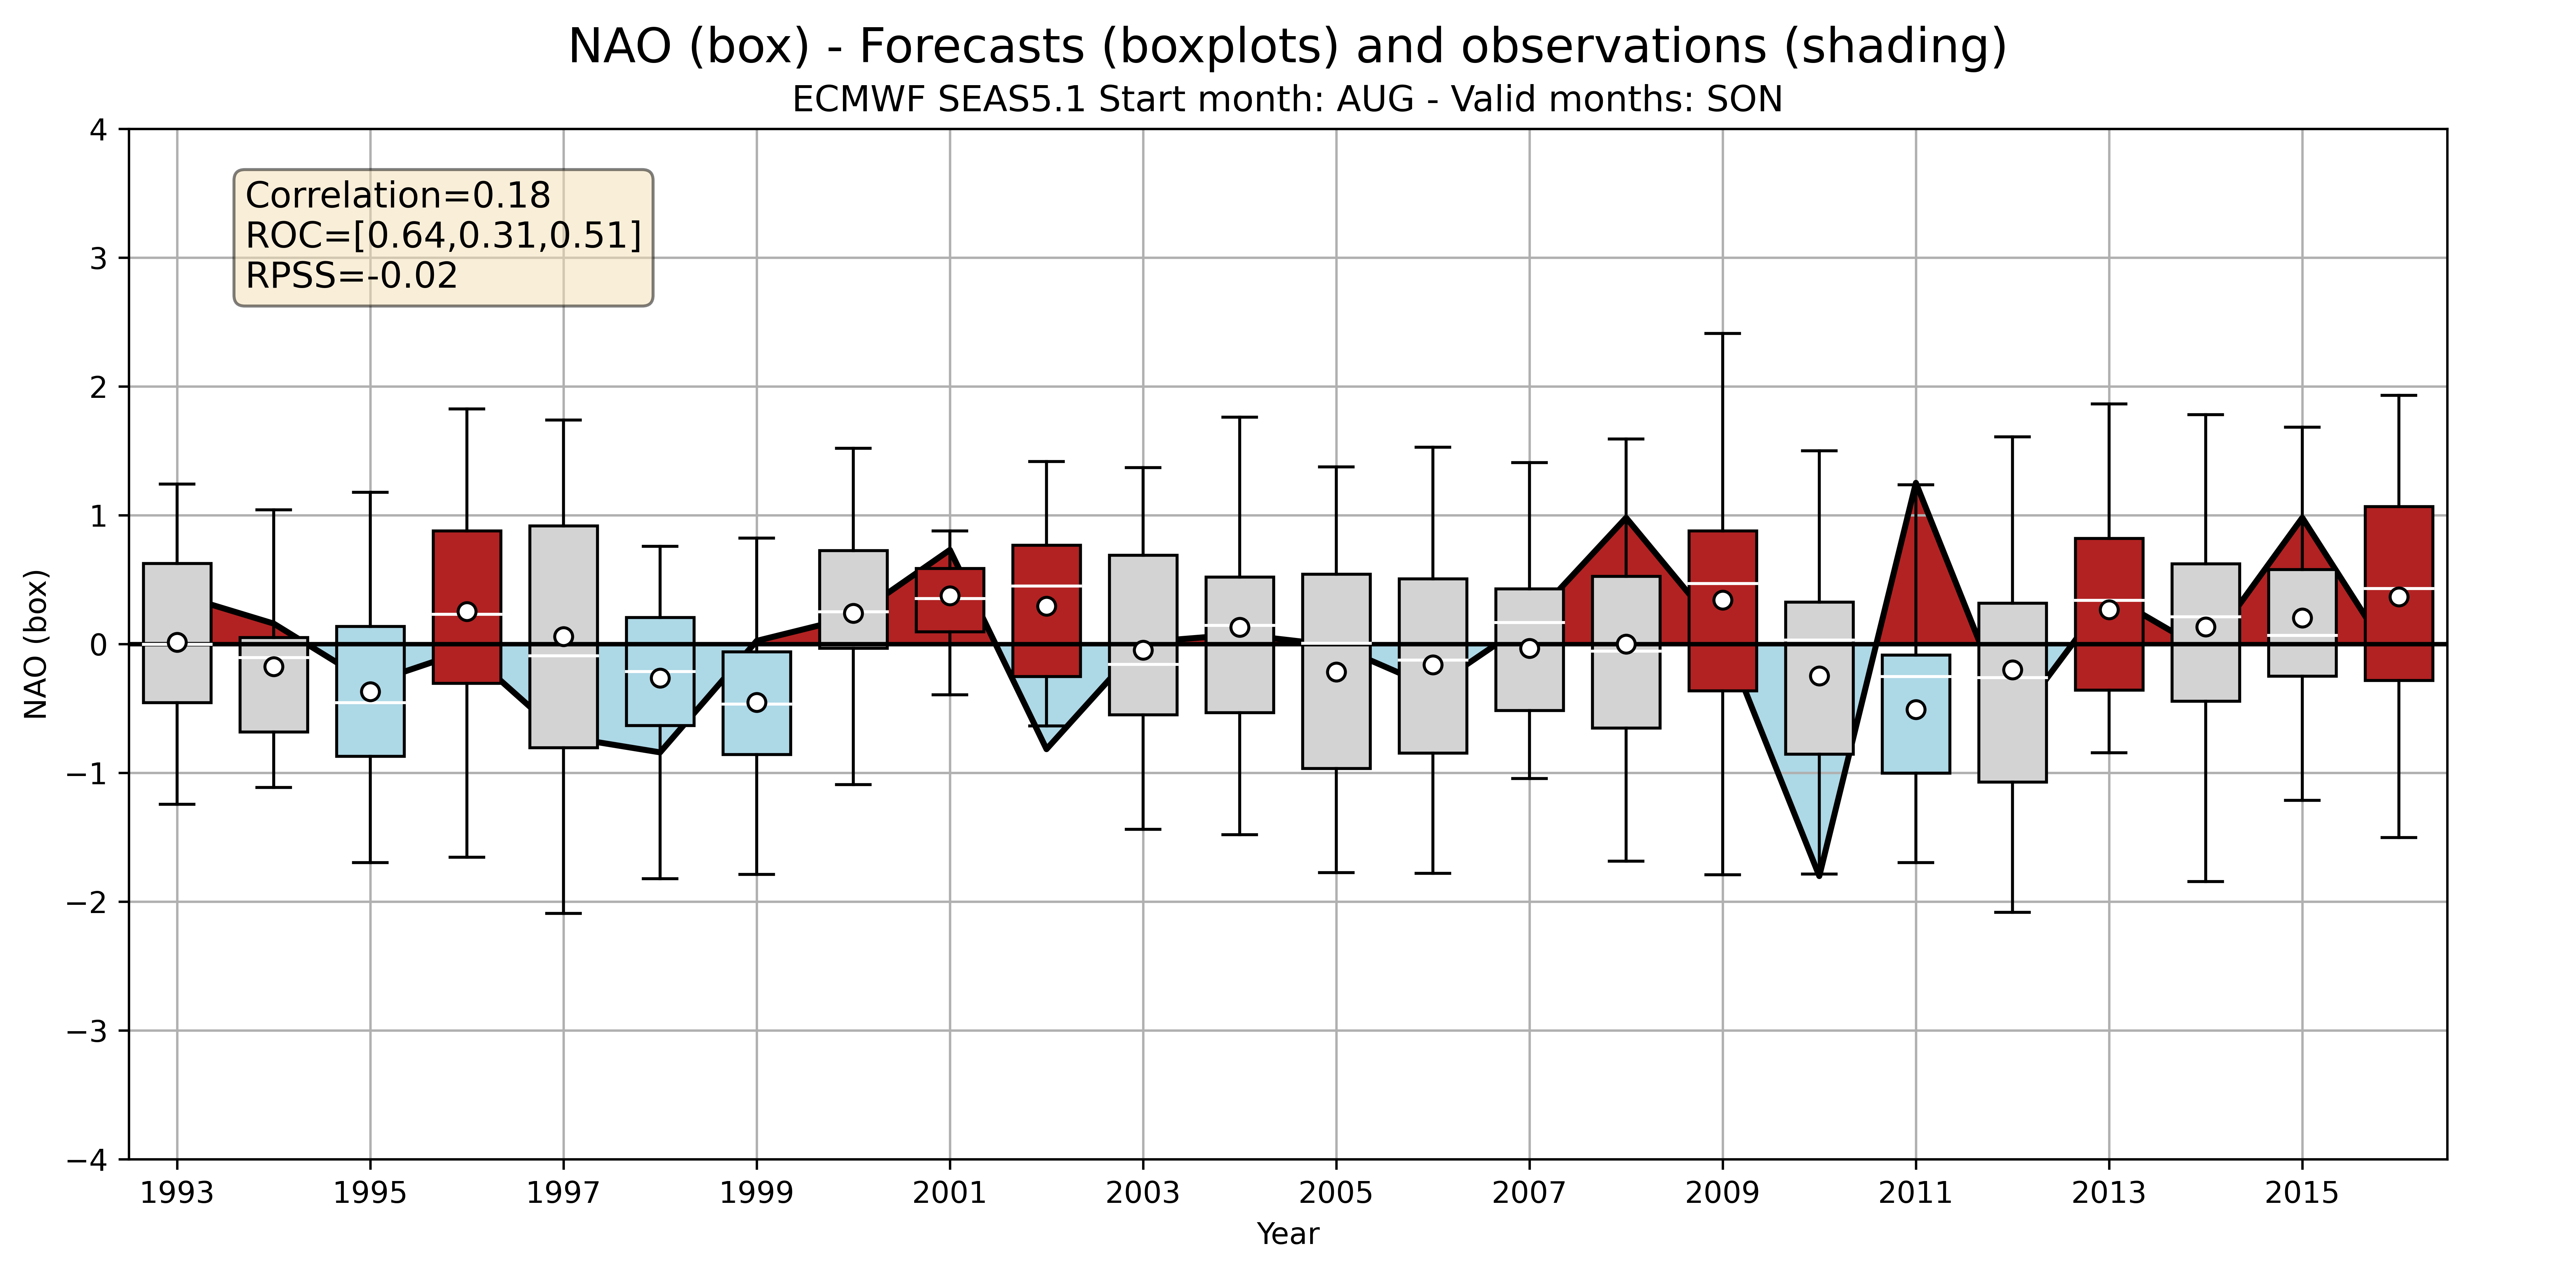 NAO (box) - Forecasts (boxplots) and observations (shading)
ECMWF SEAS5.1 Start month: AUG - Valid months: SON
Correlation=0.18
ROC=[0.64,0.31,0.51]
RPSS=-0.02
NAO (box)
4
3
2
1
0
−1
−2
−3
−4
1993 1995 1997 1999 2001 2003 2005 2007 2009 2011 2013 2015
Year